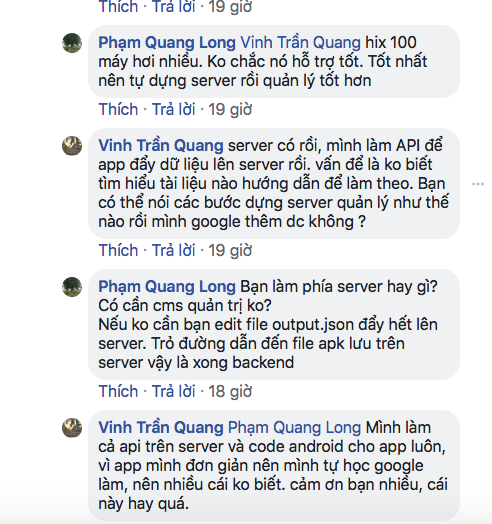 Thích · Trả lời · 19 giờ
Phạm Quang Long Vinh Trần Quang hix 100
máy hơi nhiều. Ko chắc nó hỗ trợ tốt. Tốt nhất
nên tự dựng server rồi quản lý tốt hơn
Thích · Trả lời · 19 giờ
Vinh Trần Quang server có rồi, mình làm API để
app đẩy dữ liệu lên server rồi. vấn để là ko biết
tìm hiểu tài liệu nào hướng dẫn để làm theo. Bạn
có thể nói các bước dựng server quản lý như thế
nào rồi mình google thêm dc không ?
Thích · Trả lời · 19 giờ
Phạm Quang Long Bạn làm phía server hay gì?
Có cần cms quản trị ko?
Nếu ko cần bạn edit file output.json đẩy hết lên
server. Trỏ đường dẫn đến file apk lưu trên
server vậy là xong backend
Thích · Trả lời · 18 giờ
Vinh Trần Quang Phạm Quang Long Mình làm
cả api trên server và code android cho app luôn,
vì app mình đơn giản nên mình tự học google
làm, nên nhiều cái ko biết. cảm ơn bạn nhiều, cái
này hay quá.